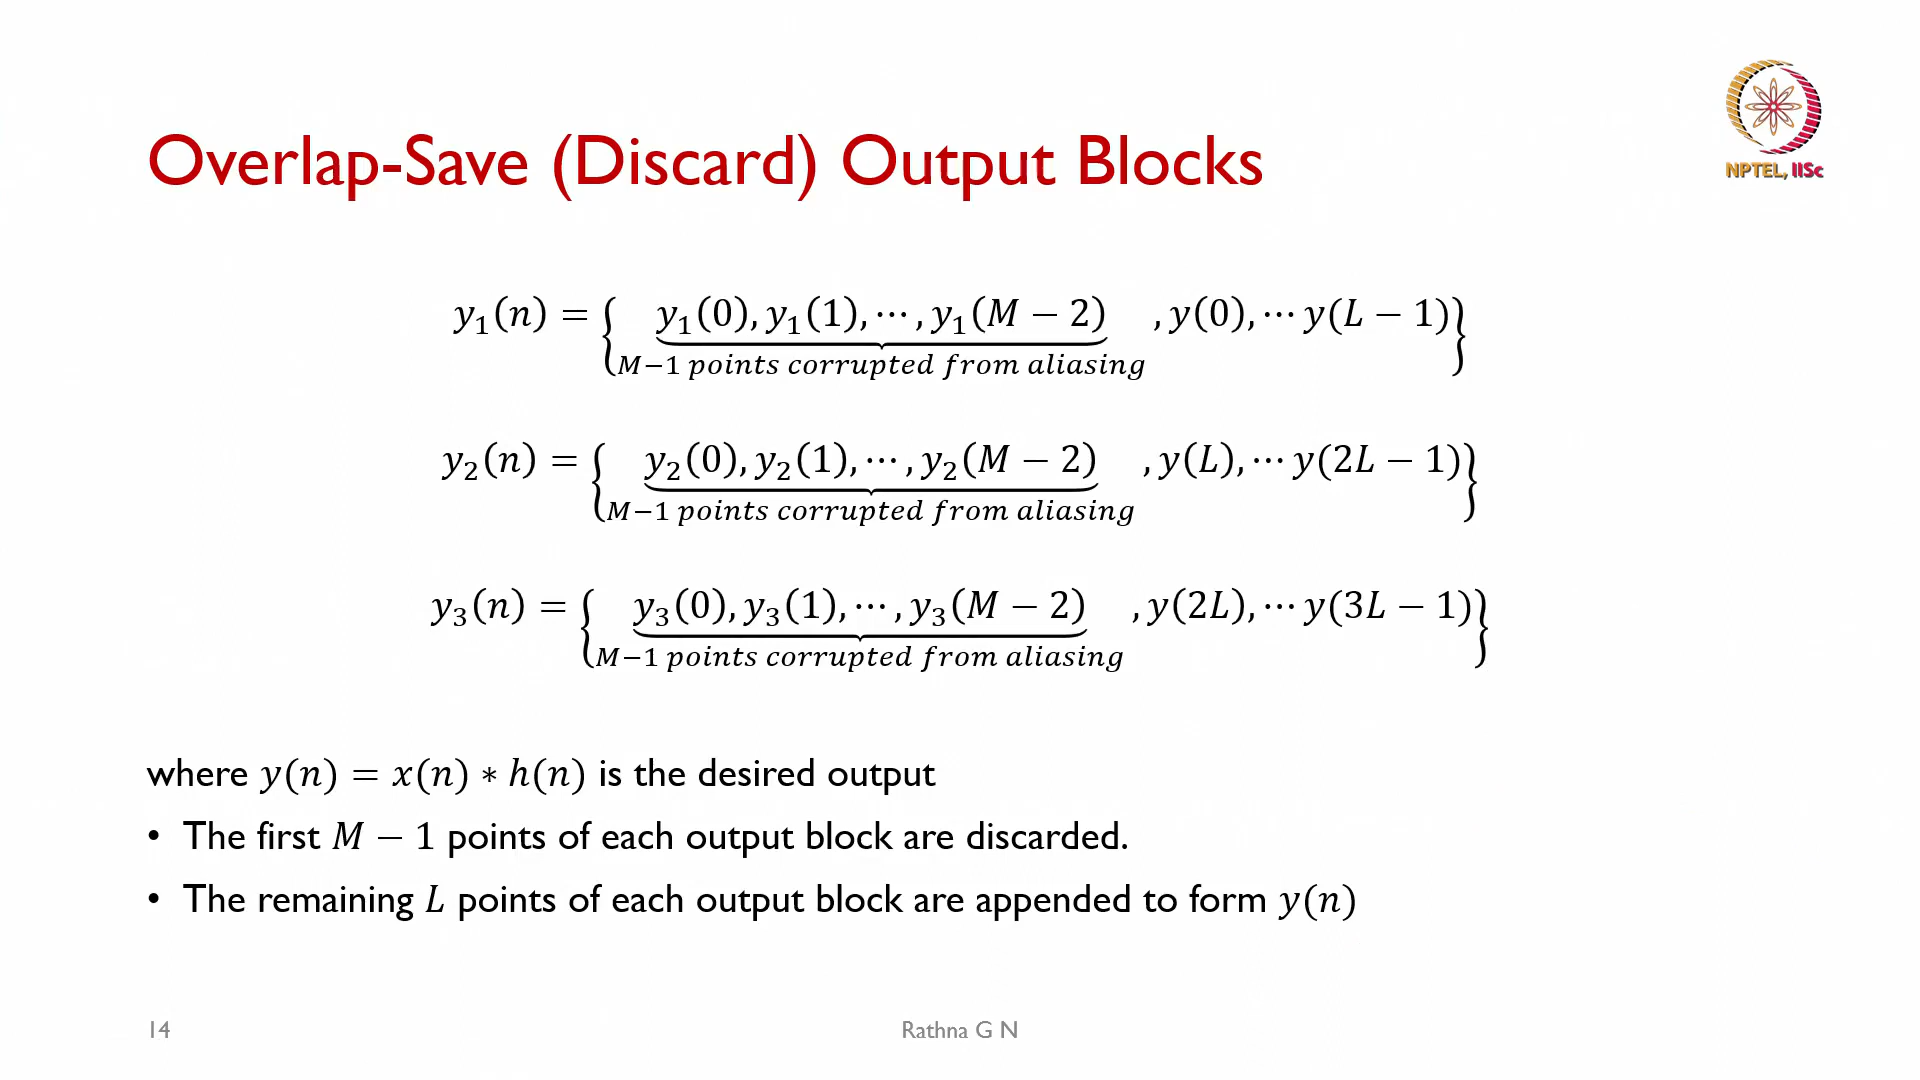 NPTEL, IISc
Overlap-Save (Discard) Output Blocks
y₁(n) = { y₁(0), y₁(1), ⋯ , y₁(M − 2) , y(0), ⋯ y(L − 1) }
M−1 points corrupted from aliasing
y₂(n) = { y₂(0), y₂(1), ⋯ , y₂(M − 2) , y(L), ⋯ y(2L − 1) }
M−1 points corrupted from aliasing
y₃(n) = { y₃(0), y₃(1), ⋯ , y₃(M − 2) , y(2L), ⋯ y(3L − 1) }
M−1 points corrupted from aliasing
where y(n) = x(n) ∗ h(n) is the desired output
• The first M − 1 points of each output block are discarded.
• The remaining L points of each output block are appended to form y(n)
14
Rathna G N